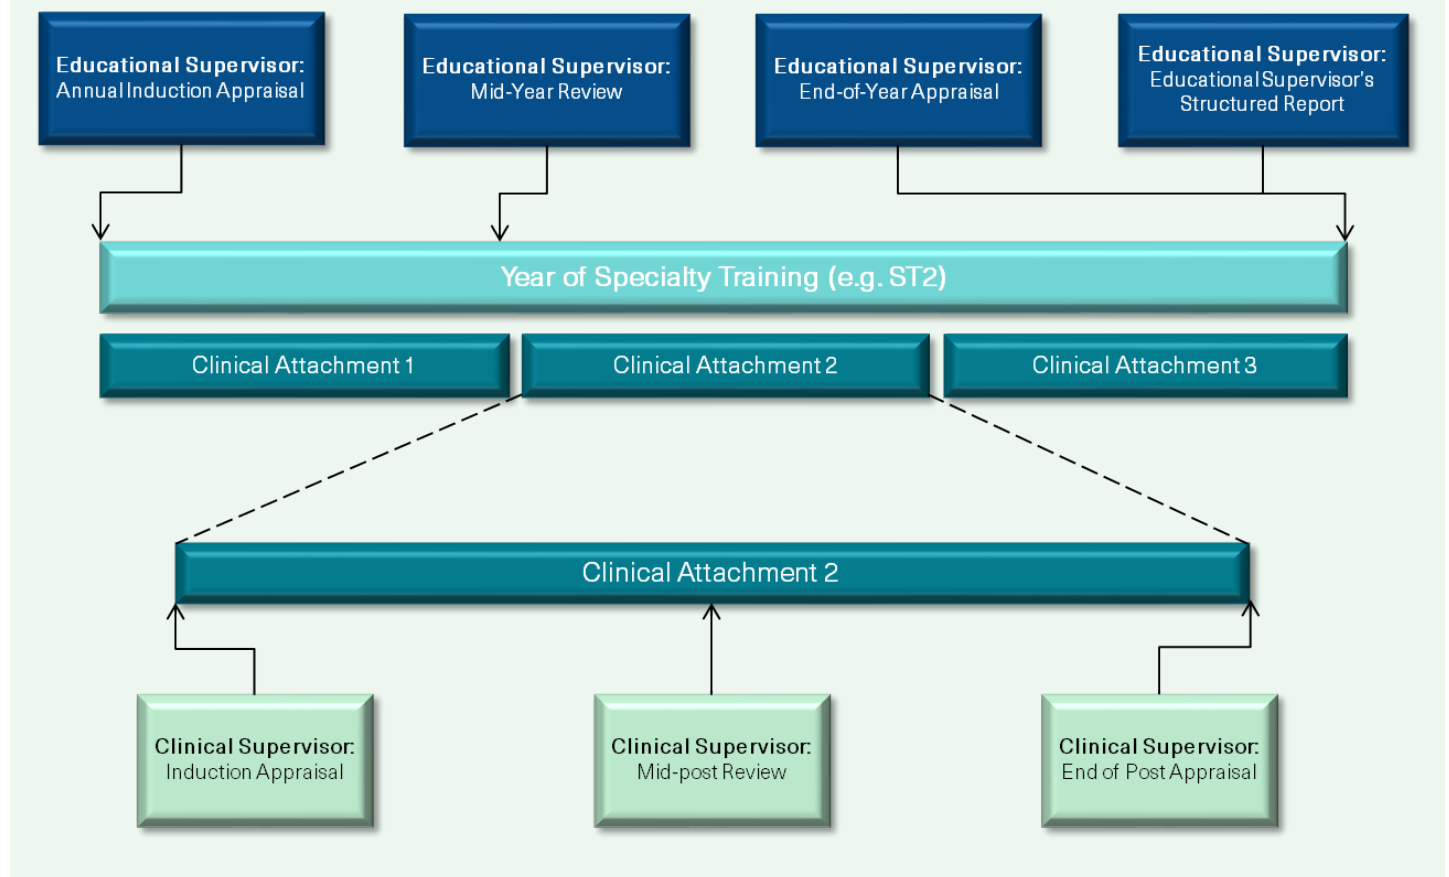 Educational Supervisor:
Annual Induction Appraisal
Educational Supervisor:
Mid-Year Review
Educational Supervisor:
End-of-Year Appraisal
Educational Supervisor:
Educational Supervisor's
Structured Report
Year of Specialty Training (e.g. ST2)
Clinical Attachment 1
Clinical Attachment 2
Clinical Attachment 3
Clinical Attachment 2
Clinical Supervisor:
Induction Appraisal
Clinical Supervisor:
Mid-post Review
Clinical Supervisor:
End of Post Appraisal